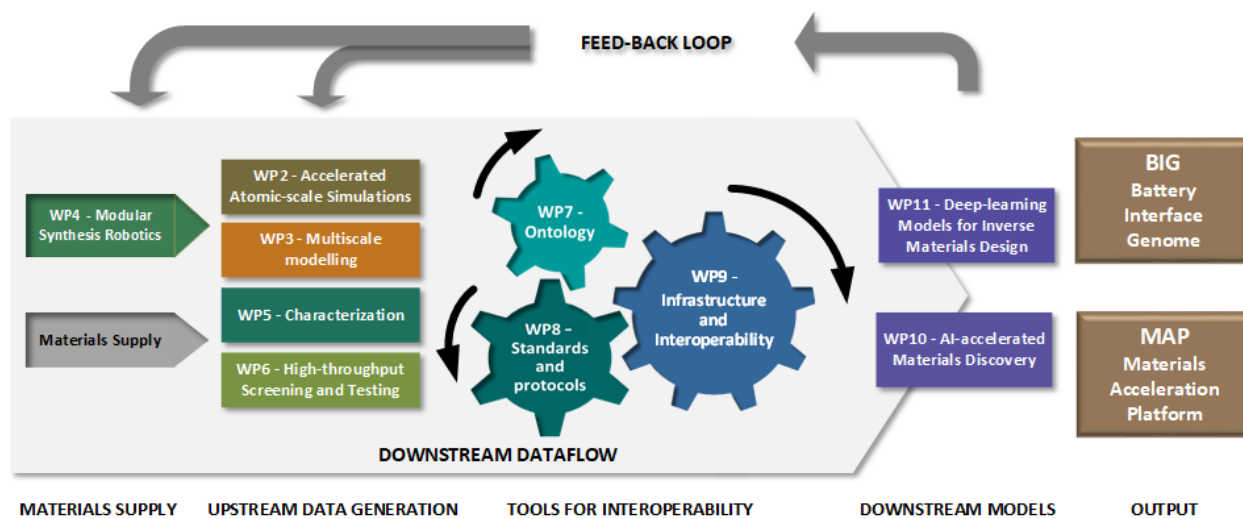 FEED-BACK LOOP
WP4 - Modular
Synthesis Robotics
Materials Supply
WP2 - Accelerated
Atomic-scale Simulations
WP3 - Multiscale
modelling
WP5 - Characterization
WP6 - High-throughput
Screening and Testing
WP7 -
Ontology
WP8 –
Standards
and
protocols
WP9 -
Infrastructure
and
Interoperability
WP11 - Deep-learning
Models for Inverse
Materials Design
WP10 - AI-accelerated
Materials Discovery
BIG
Battery
Interface
Genome
MAP
Materials
Acceleration
Platform
DOWNSTREAM DATAFLOW
MATERIALS SUPPLY
UPSTREAM DATA GENERATION
TOOLS FOR INTEROPERABILITY
DOWNSTREAM MODELS
OUTPUT